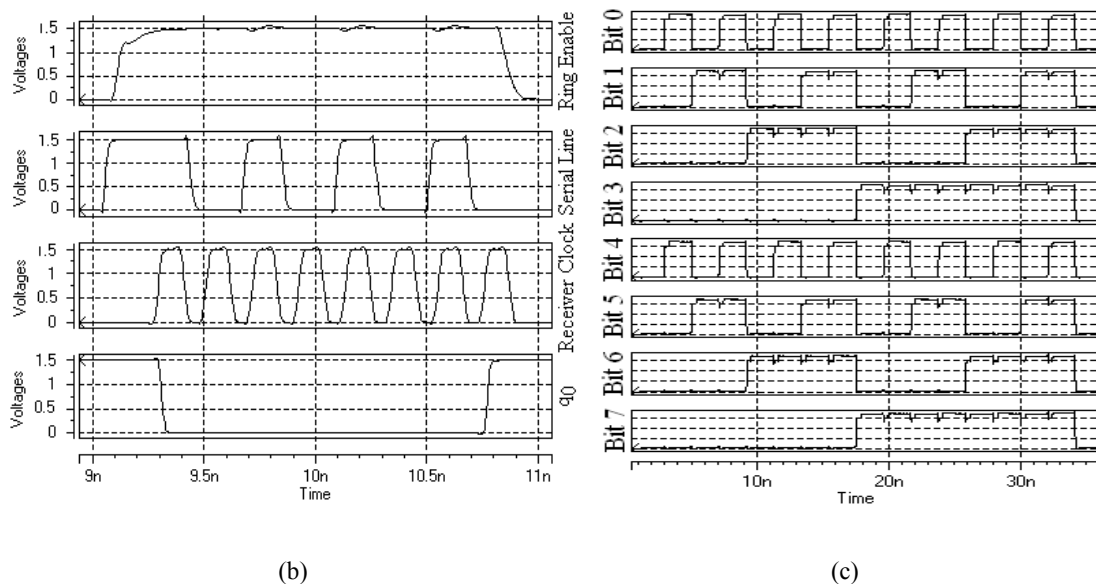 Voltages
1.5
1
0.5
0
Ring Enable
Voltages
1.5
1
0.5
0
Serial Line
Voltages
1.5
1
0.5
0
Receiver Clock
Voltages
1.5
1
0.5
0
q0
9n 9.5n 10n 10.5n 11n
Time
(b)
Bit 0
Bit 1
Bit 2
Bit 3
Bit 4
Bit 5
Bit 6
Bit 7
10n 20n 30n
Time
(c)